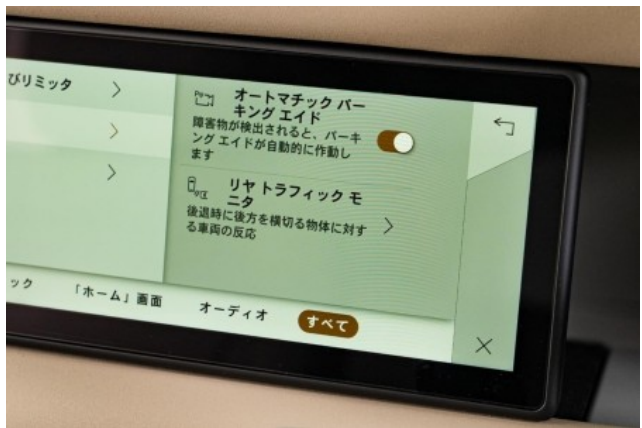 びリミッタ
オートマチック パー
キング エイド
障害物が検出されると、パーキ
ング エイドが自動的に作動し
ます
リヤ トラフィック モ
ニタ
後退時に後方を横切る物体に対す
る車両の反応
ック
「ホーム」画面
オーディオ
すべて